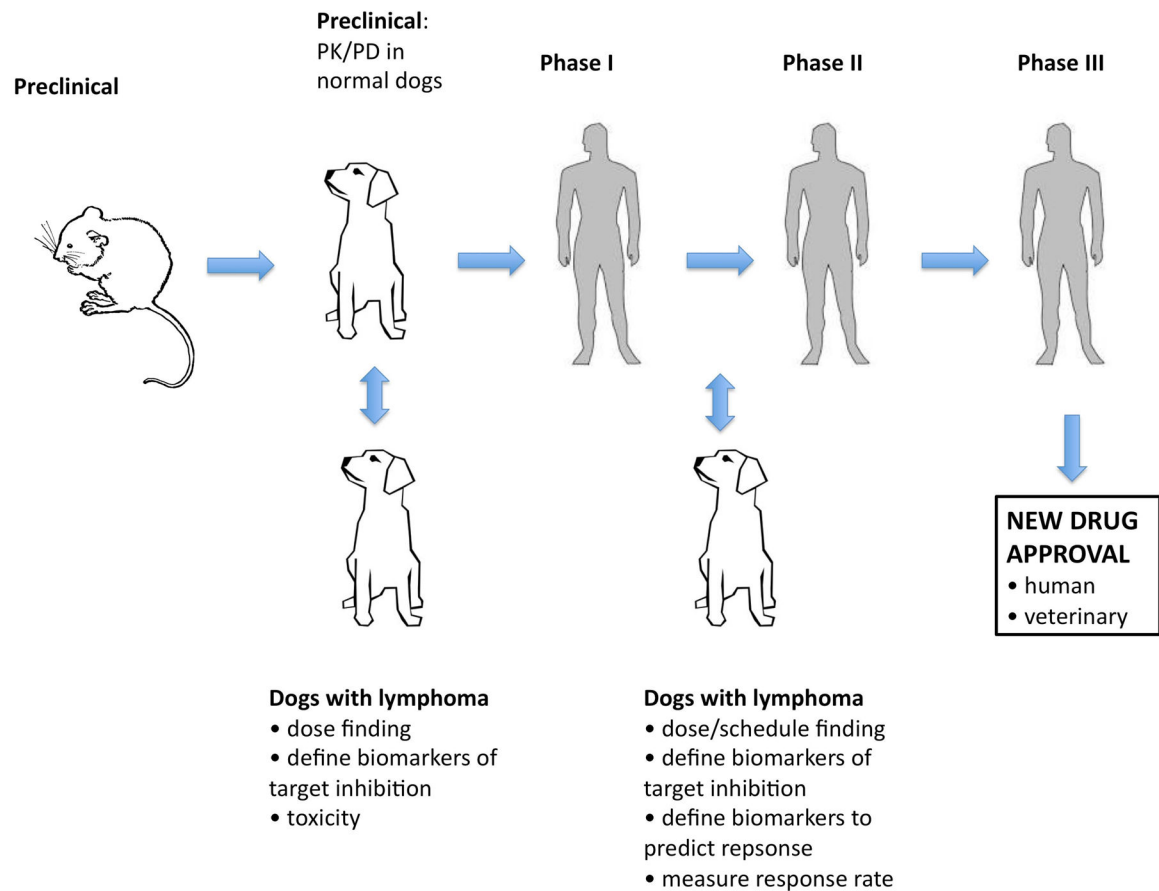 Preclinical
Preclinical:
PK/PD in
normal dogs
Phase I
Phase II
Phase III
NEW DRUG
APPROVAL
• human
• veterinary
Dogs with lymphoma
• dose finding
• define biomarkers of
target inhibition
• toxicity
Dogs with lymphoma
• dose/schedule finding
• define biomarkers of
target inhibition
• define biomarkers to
predict repsonse
• measure response rate